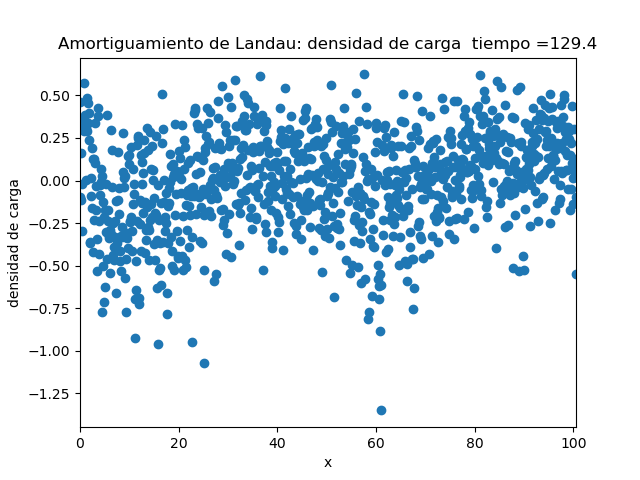 Amortiguamiento de Landau: densidad de carga  tiempo =129.4
0.50
0.25
0.00
−0.25
−0.50
−0.75
−1.00
−1.25
densidad de carga
0 20 40 60 80 100
x